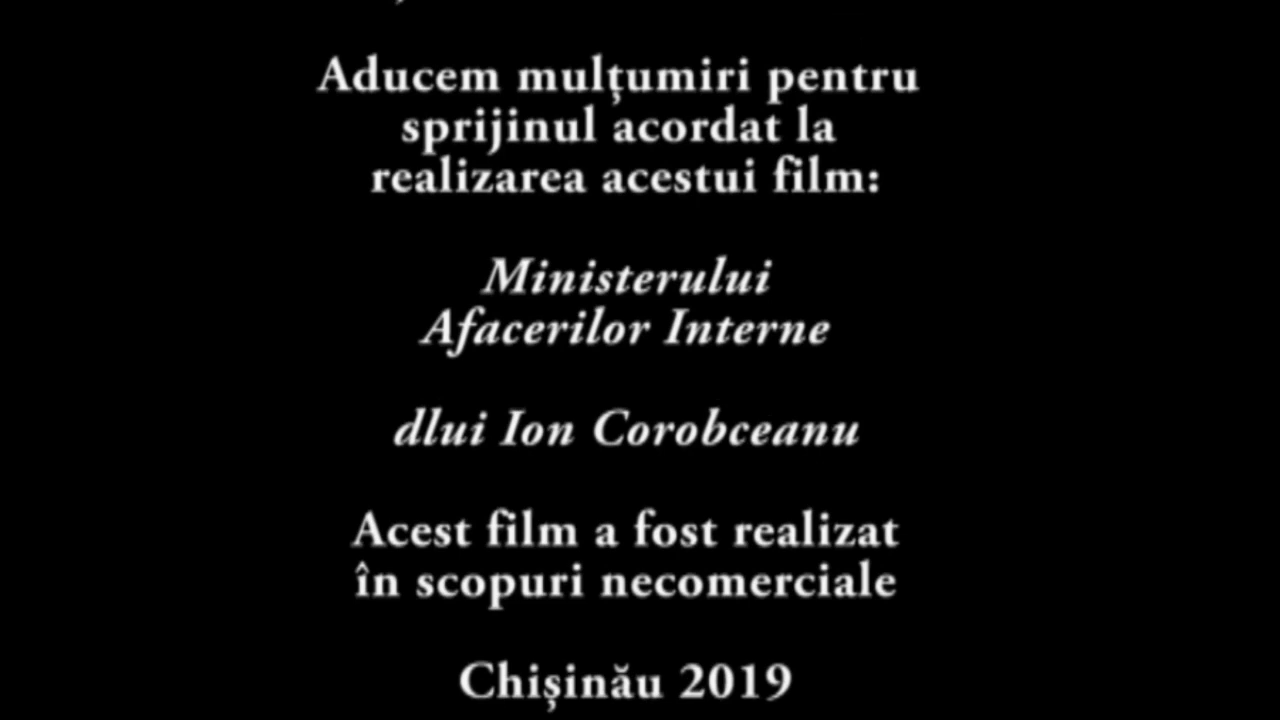 Aducem mulțumiri pentru
sprijinul acordat la
realizarea acestui film:
Ministerului
Afacerilor Interne
dlui Ion Corobceanu
Acest film a fost realizat
în scopuri necomerciale
Chișinău 2019